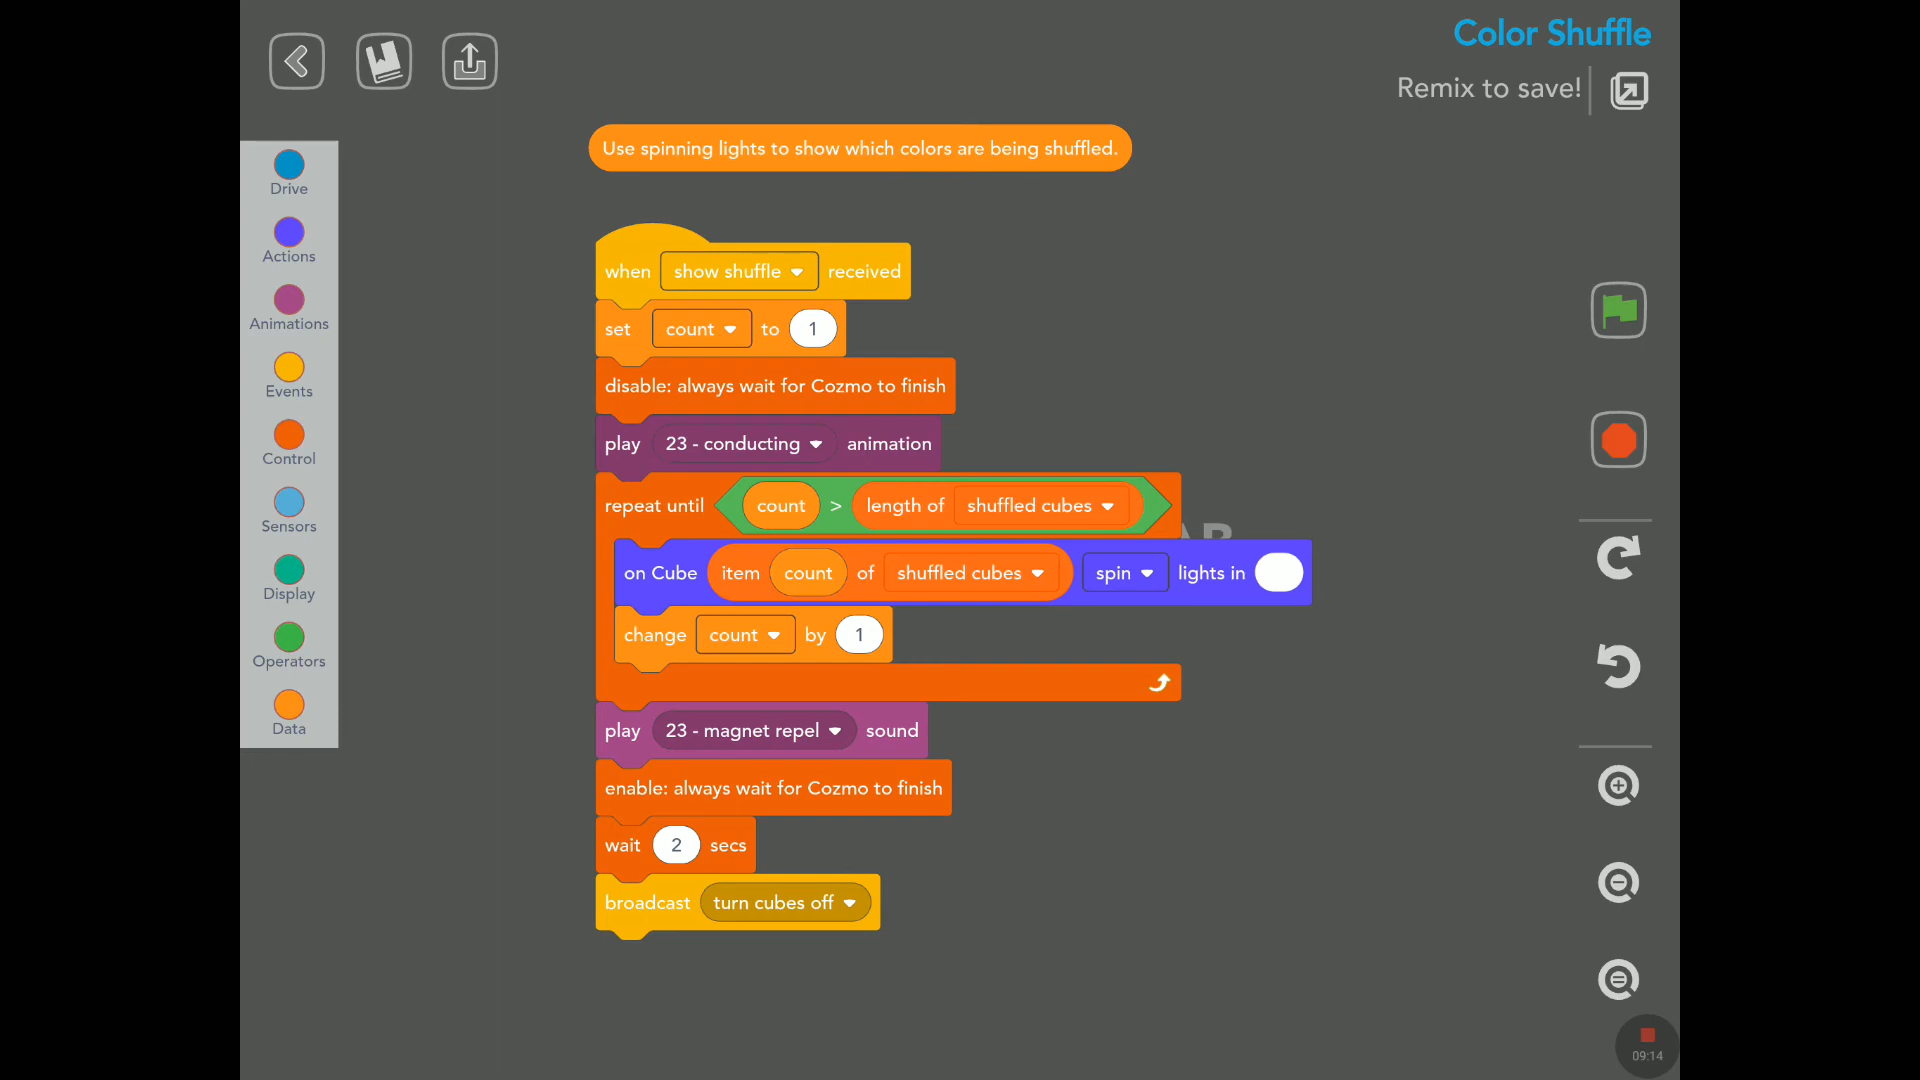 Color Shuffle
Remix to save!
Use spinning lights to show which colors are being shuffled.
Drive
Actions
Animations
Events
Control
Sensors
Display
Operators
Data
when show shuffle received
set count to 1
disable: always wait for Cozmo to finish
play 23 - conducting animation
repeat until count > length of shuffled cubes
on Cube item count of shuffled cubes spin lights in
change count by 1
play 23 - magnet repel sound
enable: always wait for Cozmo to finish
wait 2 secs
broadcast turn cubes off
09:14